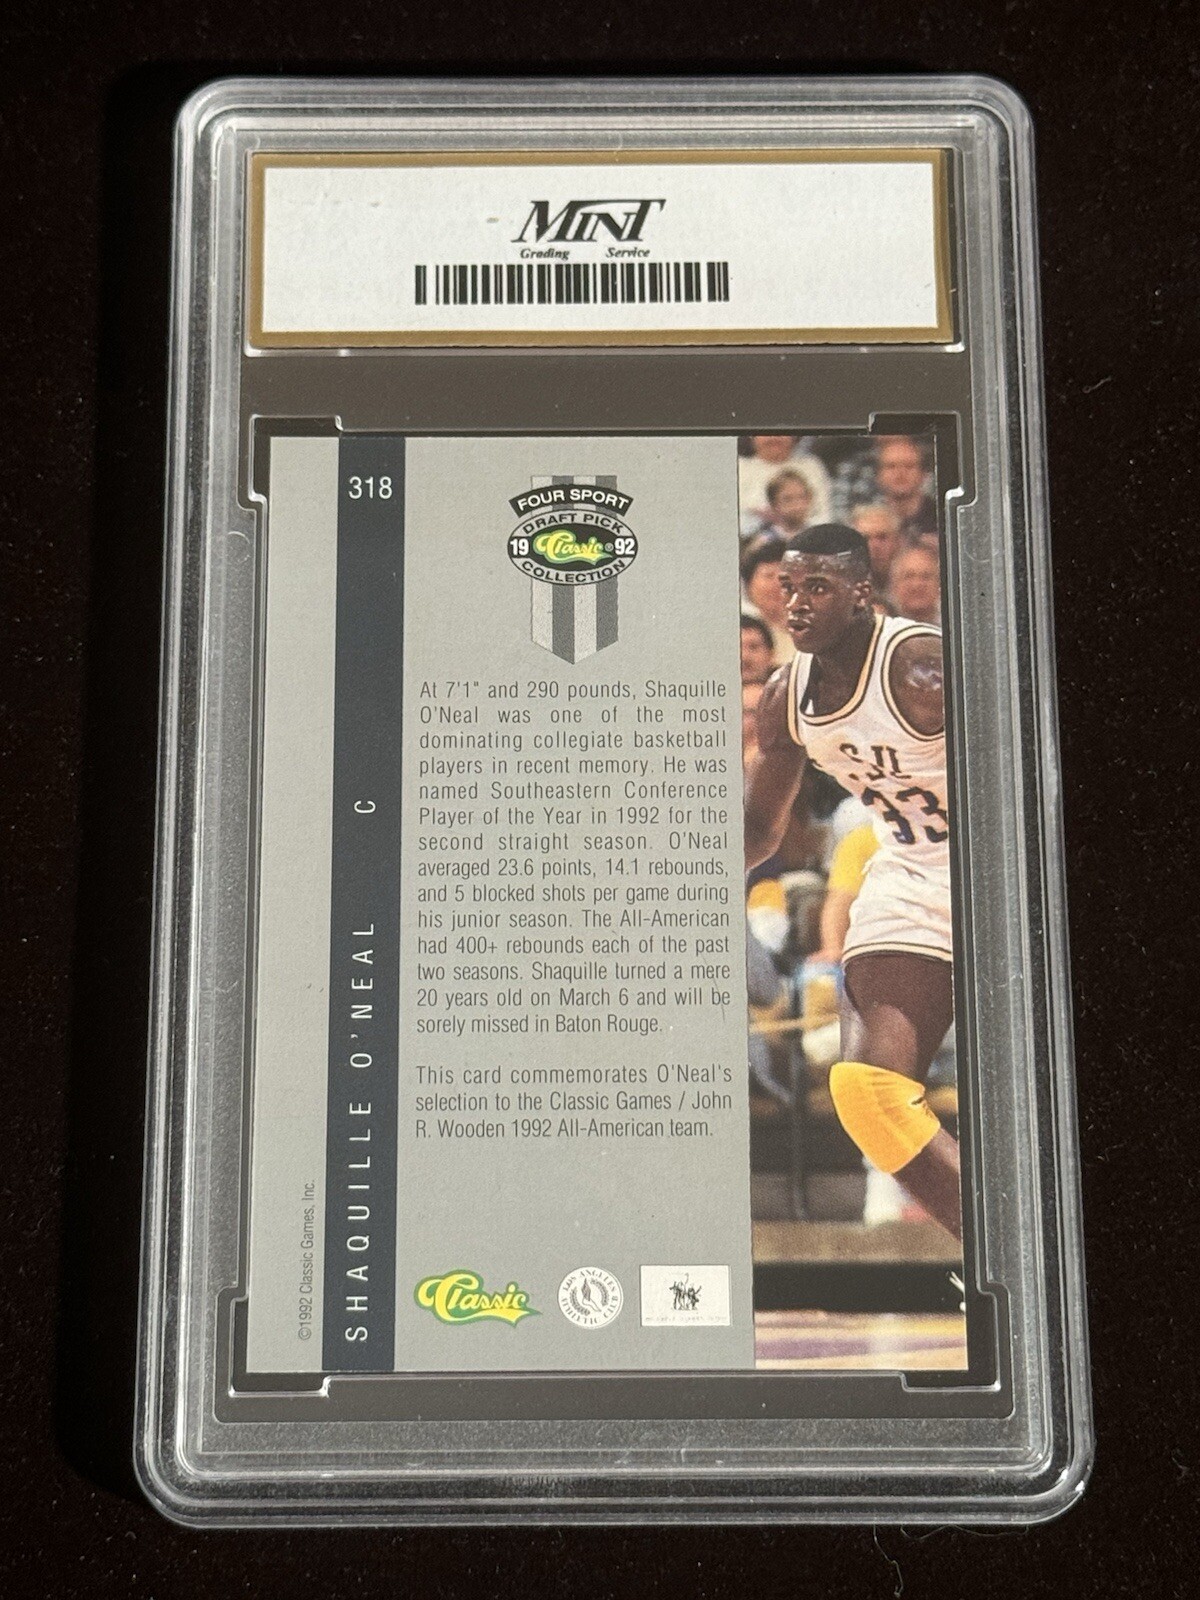 MINT
Grading Service
318
FOUR SPORT
DRAFT PICK
19 Classic® 92
COLLECTION
At 7'1" and 290 pounds, Shaquille
O'Neal was one of the most
dominating collegiate basketball
players in recent memory. He was
named Southeastern Conference
Player of the Year in 1992 for the
second straight season. O'Neal
averaged 23.6 points, 14.1 rebounds,
and 5 blocked shots per game during
his junior season. The All-American
had 400+ rebounds each of the past
two seasons. Shaquille turned a mere
20 years old on March 6 and will be
sorely missed in Baton Rouge.
This card commemorates O'Neal's
selection to the Classic Games / John
R. Wooden 1992 All-American team.
SHAQUILLE O'NEAL C
©1992 Classic Games, Inc.
Classic
LOS ANGELES
ATHLETIC CLUB
33